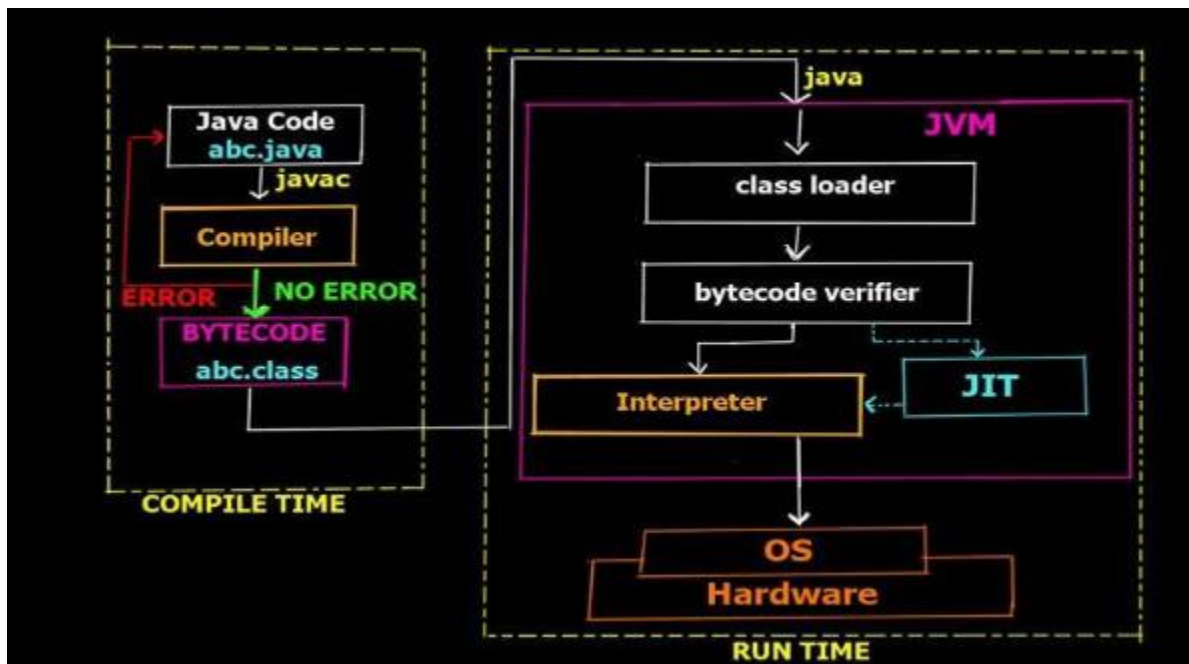 Java Code
abc.java
javac
Compiler
ERROR
NO ERROR
BYTECODE
abc.class
COMPILE TIME
java
JVM
class loader
bytecode verifier
JIT
Interpreter
OS
Hardware
RUN TIME